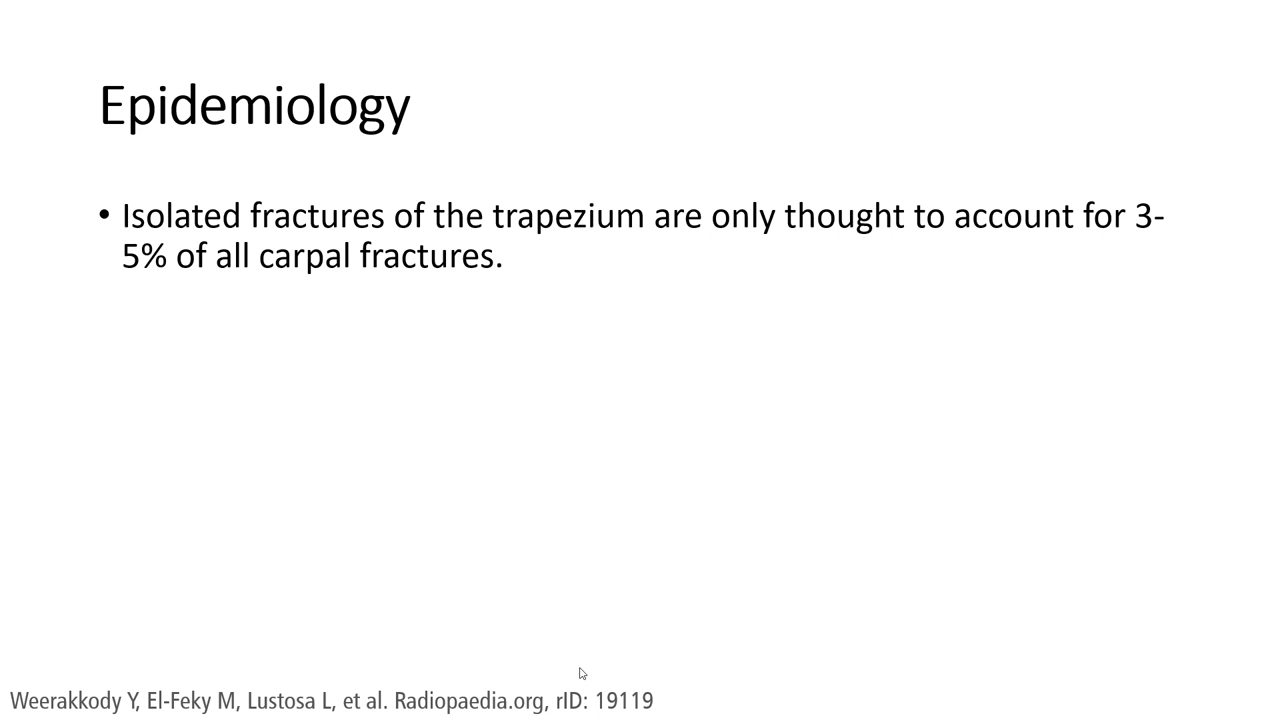 Epidemiology
• Isolated fractures of the trapezium are only thought to account for 3-
5% of all carpal fractures.
Weerakkody Y, El-Feky M, Lustosa L, et al. Radiopaedia.org, rID: 19119